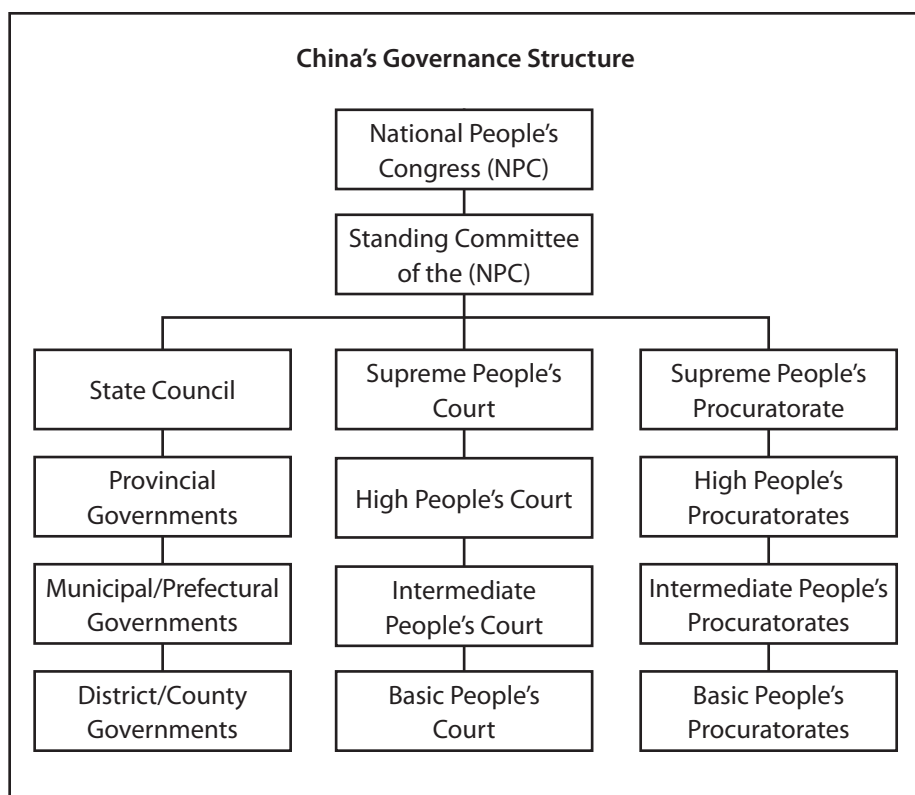 China’s Governance Structure
National People’s
Congress (NPC)
Standing Committee
of the (NPC)
State Council
Supreme People’s
Court
Supreme People’s
Procuratorate
Provincial
Governments
High People’s Court
High People’s
Procuratorates
Municipal/Prefectural
Governments
Intermediate
People’s Court
Intermediate People’s
Procuratorates
District/County
Governments
Basic People’s
Court
Basic People’s
Procuratorates